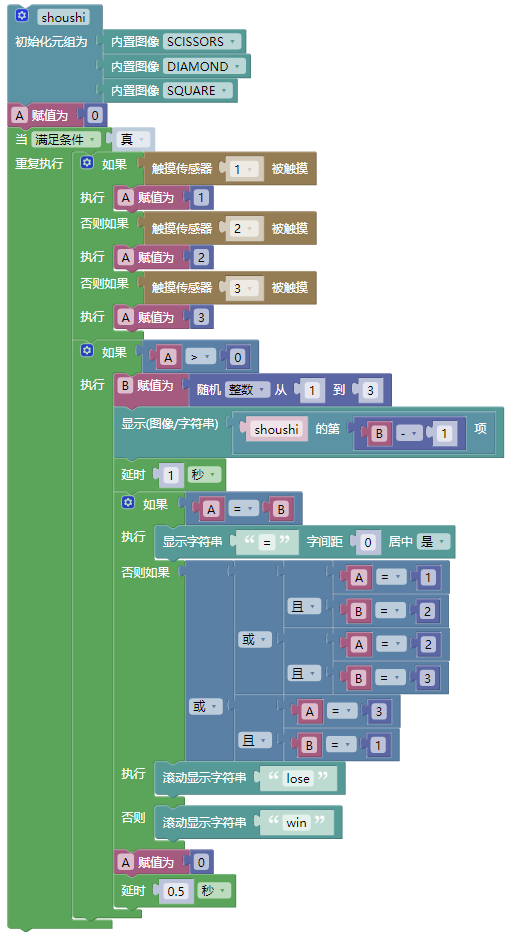 shoushi
初始化元组为 内置图像 SCISSORS
内置图像 DIAMOND
内置图像 SQUARE
A 赋值为 0
当 满足条件 真
重复执行 如果 触摸传感器 1 被触摸
执行 A 赋值为 1
否则如果 触摸传感器 2 被触摸
执行 A 赋值为 2
否则如果 触摸传感器 3 被触摸
执行 A 赋值为 3
如果 A > 0
执行 B 赋值为 随机 整数 从 1 到 3
显示(图像/字符串) shoushi 的第 B - 1 项
延时 1 秒
如果 A = B
执行 显示字符串 “ = ” 字间距 0 居中 是
否则如果 A = 1
且 B = 2
或 A = 2
且 B = 3
或 A = 3
且 B = 1
执行 滚动显示字符串 “ lose ”
否则 滚动显示字符串 “ win ”
A 赋值为 0
延时 0.5 秒